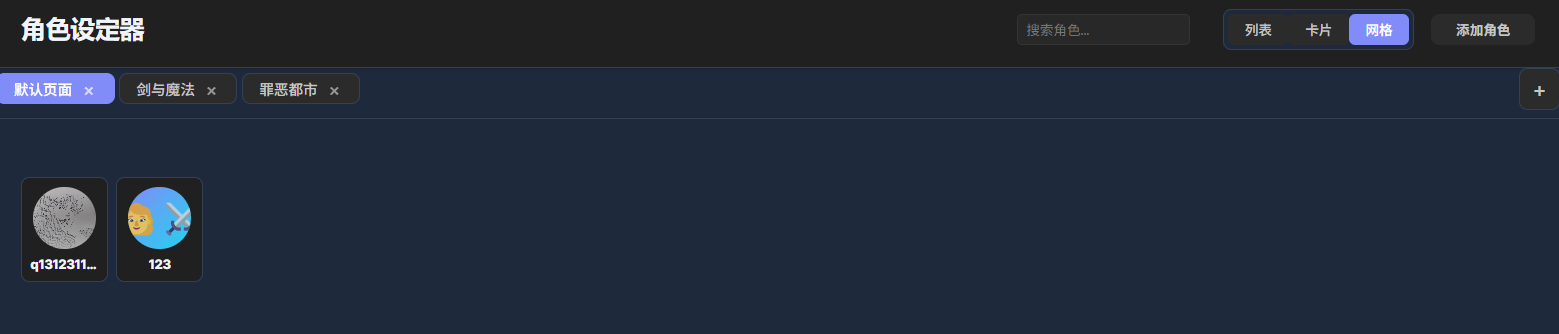 角色设定器
搜索角色...
列表 卡片 网格
添加角色
默认页面 ×
剑与魔法 ×
罪恶都市 ×
+
q1312311...
123